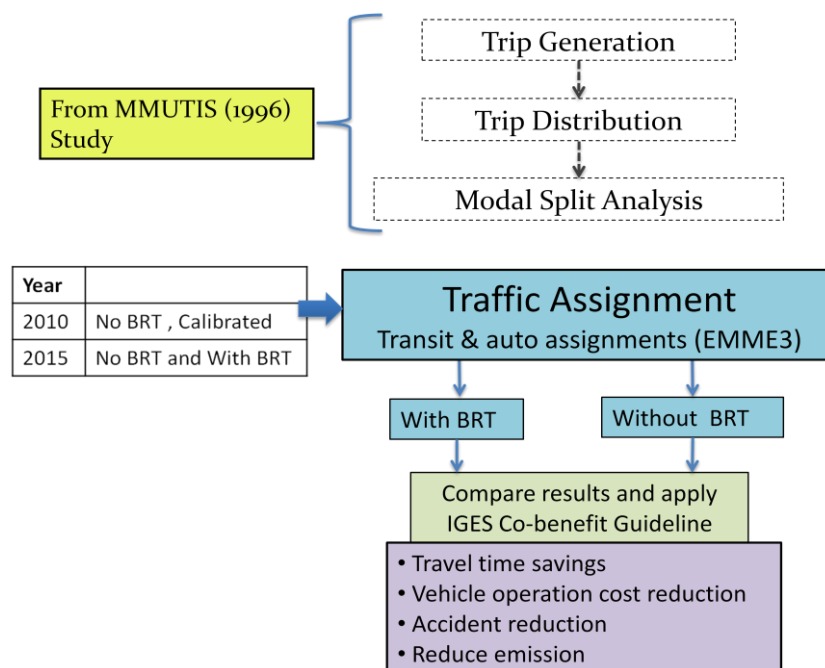 Trip Generation
From MMUTIS (1996)
Study
Trip Distribution
Modal Split Analysis
Year
2010 No BRT , Calibrated
2015 No BRT and With BRT
Traffic Assignment
Transit & auto assignments (EMME3)
With BRT
Without BRT
Compare results and apply
IGES Co-benefit Guideline
• Travel time savings
• Vehicle operation cost reduction
• Accident reduction
• Reduce emission